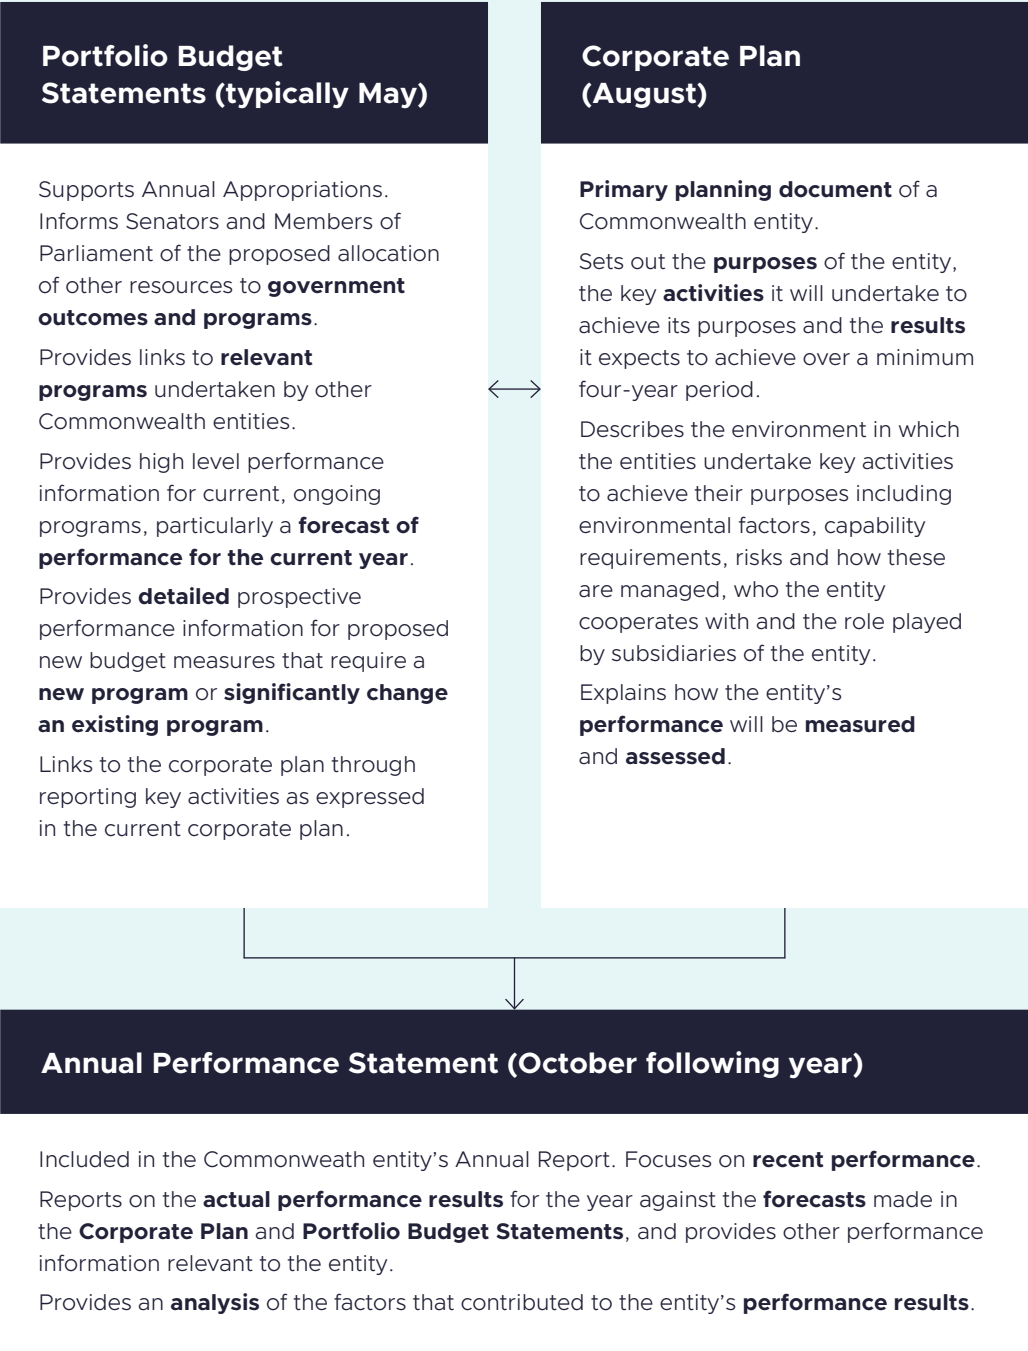 Portfolio Budget
Statements (typically May)
Supports Annual Appropriations.
Informs Senators and Members of
Parliament of the proposed allocation
of other resources to government
outcomes and programs.
Provides links to relevant
programs undertaken by other
Commonwealth entities.
Provides high level performance
information for current, ongoing
programs, particularly a forecast of
performance for the current year.
Provides detailed prospective
performance information for proposed
new budget measures that require a
new program or significantly change
an existing program.
Links to the corporate plan through
reporting key activities as expressed
in the current corporate plan.
Corporate Plan
(August)
Primary planning document of a
Commonwealth entity.
Sets out the purposes of the entity,
the key activities it will undertake to
achieve its purposes and the results
it expects to achieve over a minimum
four-year period.
Describes the environment in which
the entities undertake key activities
to achieve their purposes including
environmental factors, capability
requirements, risks and how these
are managed, who the entity
cooperates with and the role played
by subsidiaries of the entity.
Explains how the entity’s
performance will be measured
and assessed.
Annual Performance Statement (October following year)
Included in the Commonweath entity’s Annual Report. Focuses on recent performance.
Reports on the actual performance results for the year against the forecasts made in
the Corporate Plan and Portfolio Budget Statements, and provides other performance
information relevant to the entity.
Provides an analysis of the factors that contributed to the entity’s performance results.